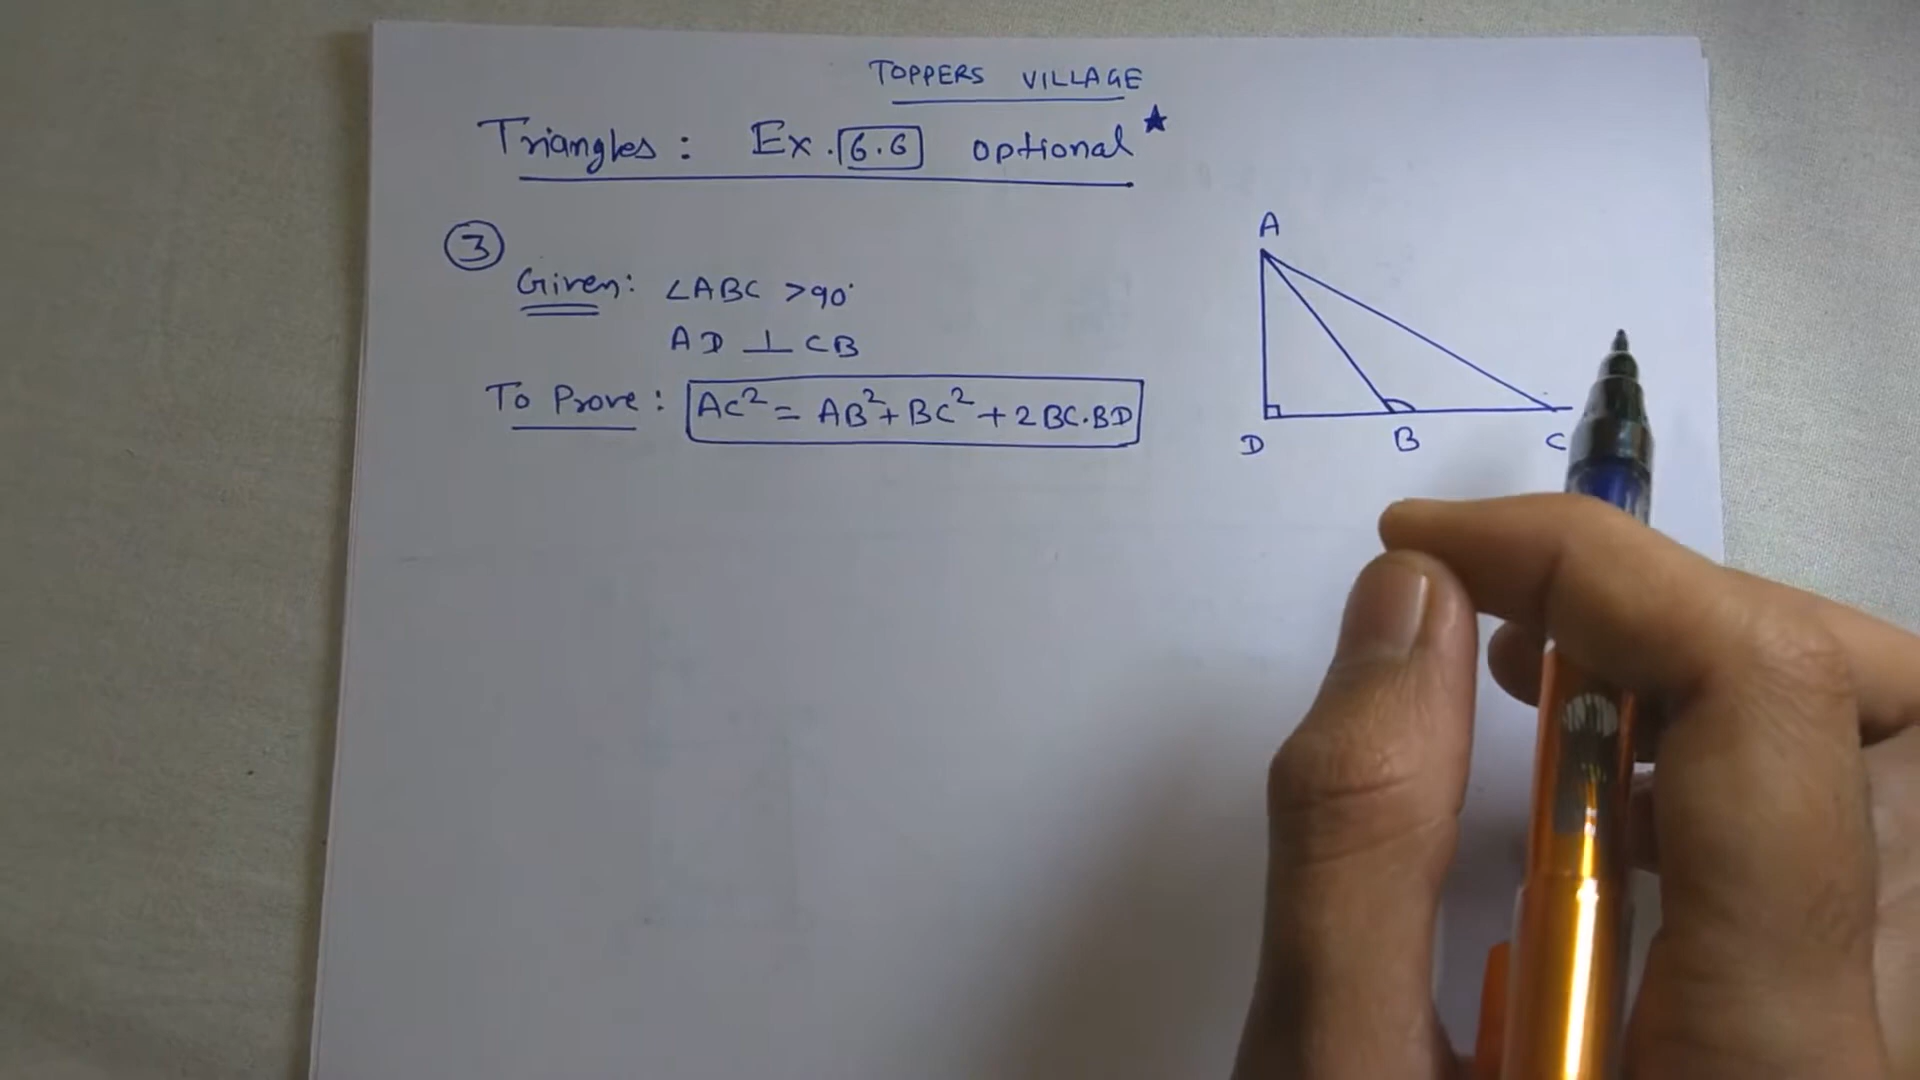 TOPPERS VILLAGE
Triangles: Ex. 6.6 optional ★
③
Given: ∠ABC >90°
AD ⊥ CB
To Prove: AC² = AB²+BC²+2BC.BD
A
D B C